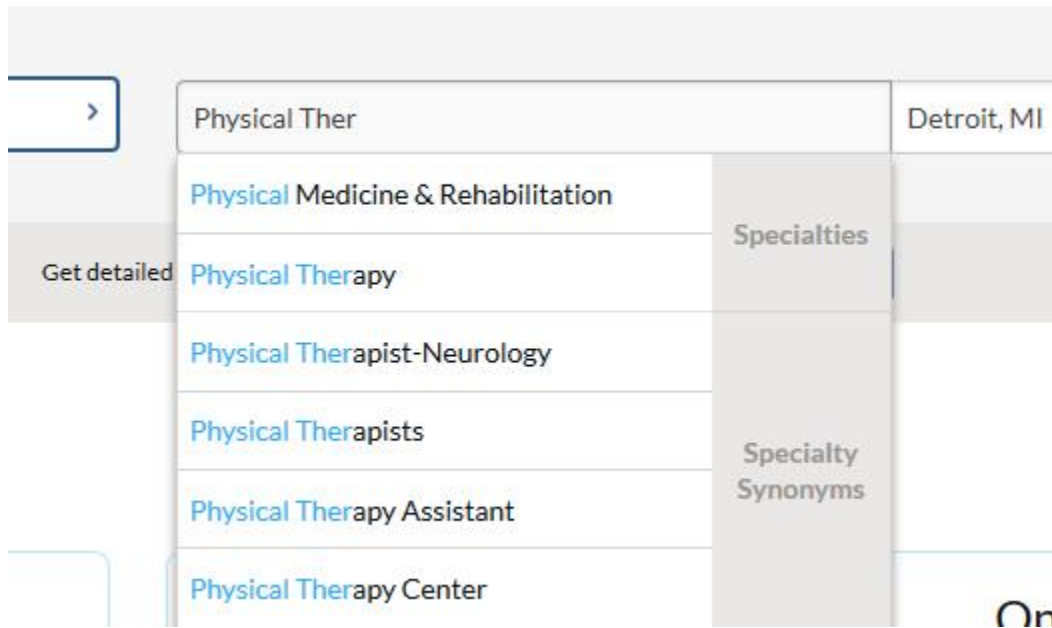 Physical Ther
Detroit, MI
Physical Medicine & Rehabilitation
Physical Therapy
Specialties
Get detailed
Physical Therapist-Neurology
Physical Therapists
Physical Therapy Assistant
Physical Therapy Center
Specialty
Synonyms
On